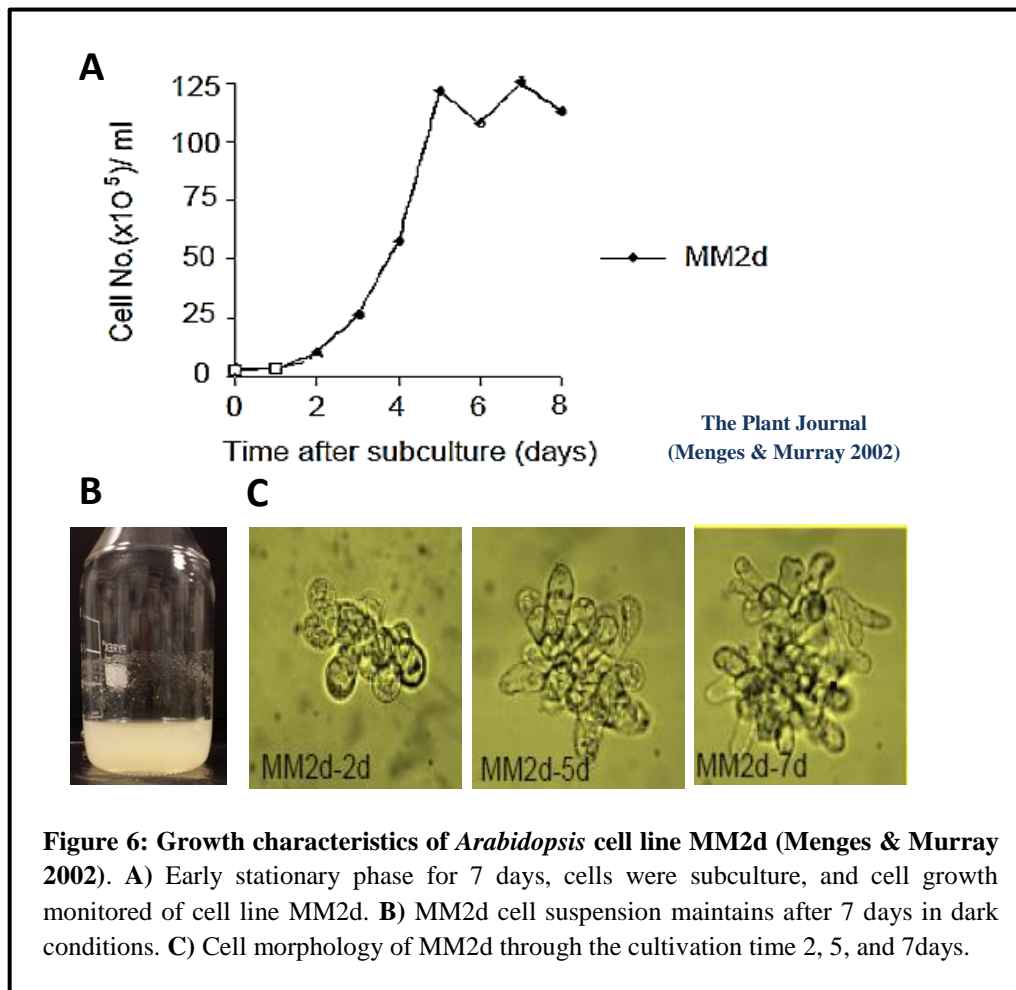 A
125
100
75
50
25
0
Cell No.(x10⁵)/ ml
MM2d
0 2 4 6 8
Time after subculture (days)
The Plant Journal
(Menges & Murray 2002)
B C
PYREX
MM2d-2d MM2d-5d MM2d-7d
Figure 6: Growth characteristics of Arabidopsis cell line MM2d (Menges & Murray
2002). A) Early stationary phase for 7 days, cells were subculture, and cell growth
monitored of cell line MM2d. B) MM2d cell suspension maintains after 7 days in dark
conditions. C) Cell morphology of MM2d through the cultivation time 2, 5, and 7days.